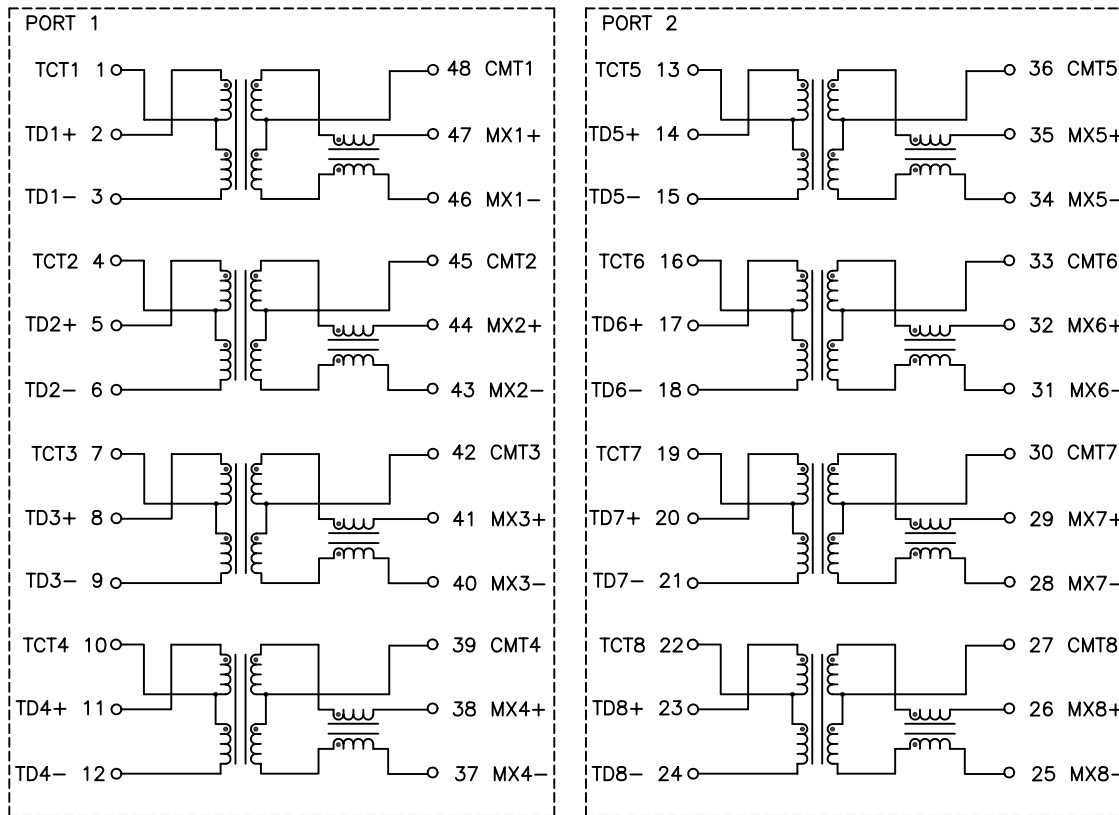 PORT 1
TCT1 1 48 CMT1
TD1+ 2 47 MX1+
TD1- 3 46 MX1-
TCT2 4 45 CMT2
TD2+ 5 44 MX2+
TD2- 6 43 MX2-
TCT3 7 42 CMT3
TD3+ 8 41 MX3+
TD3- 9 40 MX3-
TCT4 10 39 CMT4
TD4+ 11 38 MX4+
TD4- 12 37 MX4-
PORT 2
TCT5 13 36 CMT5
TD5+ 14 35 MX5+
TD5- 15 34 MX5-
TCT6 16 33 CMT6
TD6+ 17 32 MX6+
TD6- 18 31 MX6-
TCT7 19 30 CMT7
TD7+ 20 29 MX7+
TD7- 21 28 MX7-
TCT8 22 27 CMT8
TD8+ 23 26 MX8+
TD8- 24 25 MX8-